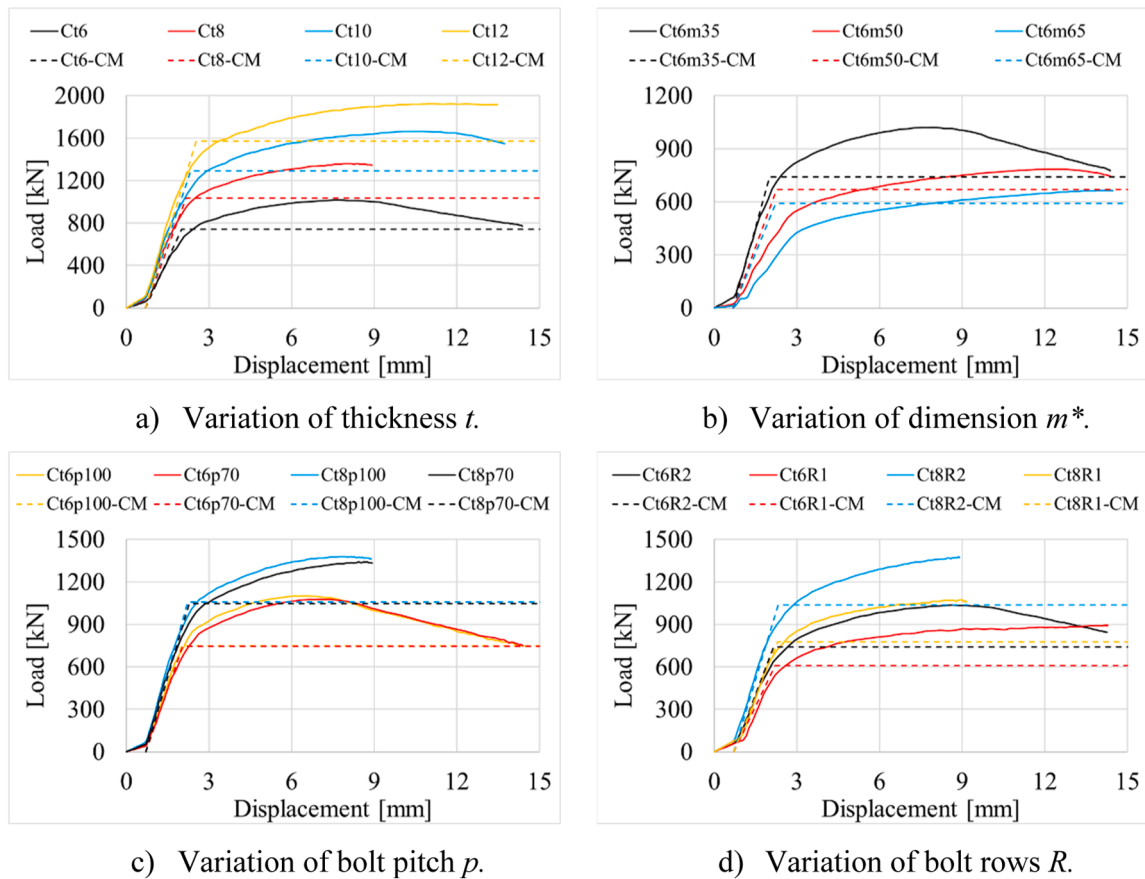 Ct6 Ct8 Ct10 Ct12
Ct6-CM Ct8-CM Ct10-CM Ct12-CM
2000
1600
1200
800
400
0
Load [kN]
0 3 6 9 12 15
Displacement [mm]
a) Variation of thickness t.
Ct6m35 Ct6m50 Ct6m65
Ct6m35-CM Ct6m50-CM Ct6m65-CM
1200
900
600
300
0
Load [kN]
0 3 6 9 12 15
Displacement [mm]
b) Variation of dimension m*.
Ct6p100 Ct6p70 Ct8p100 Ct8p70
Ct6p100-CM Ct6p70-CM Ct8p100-CM Ct8p70-CM
1500
1200
900
600
300
0
Load [kN]
0 3 6 9 12 15
Displacement [mm]
c) Variation of bolt pitch p.
Ct6R2 Ct6R1 Ct8R2 Ct8R1
Ct6R2-CM Ct6R1-CM Ct8R2-CM Ct8R1-CM
1500
1200
900
600
300
0
Load [kN]
0 3 6 9 12 15
Displacement [mm]
d) Variation of bolt rows R.